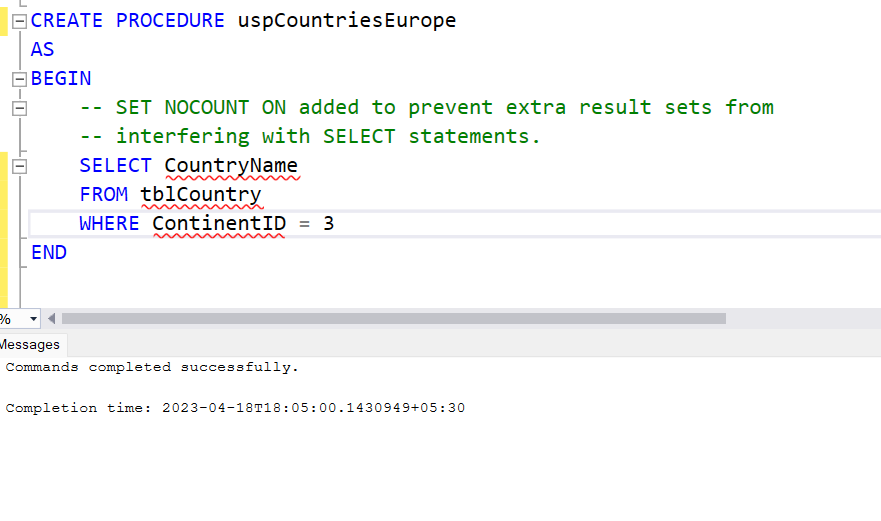 CREATE PROCEDURE uspCountriesEurope
AS
BEGIN
-- SET NOCOUNT ON added to prevent extra result sets from
-- interfering with SELECT statements.
SELECT CountryName
FROM tblCountry
WHERE ContinentID = 3
END
%
Messages
Commands completed successfully.
Completion time: 2023-04-18T18:05:00.1430949+05:30